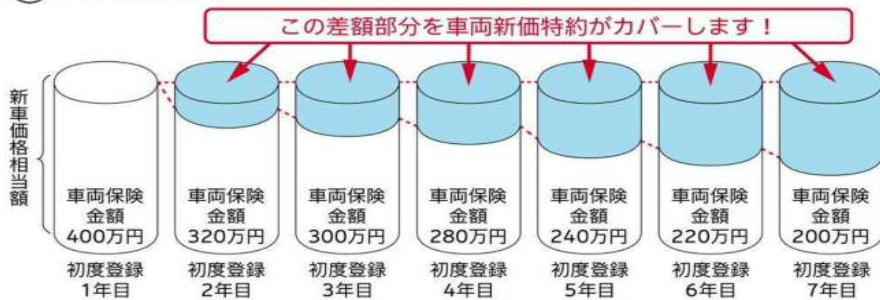 この差額部分を車両新価特約がカバーします！
新車価格相当額
車両保険
金額
400万円
初度登録
1年目
車両保険
金額
320万円
初度登録
2年目
車両保険
金額
300万円
初度登録
3年目
車両保険
金額
280万円
初度登録
4年目
車両保険
金額
240万円
初度登録
5年目
車両保険
金額
220万円
初度登録
6年目
車両保険
金額
200万円
初度登録
7年目